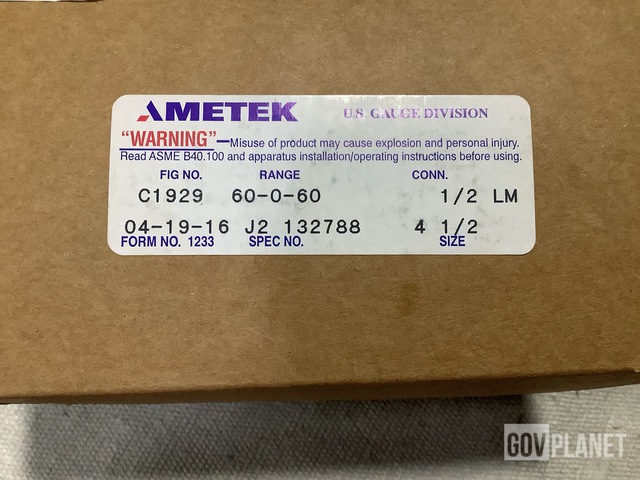 AMETEK U.S. GAUGE DIVISION
"WARNING"—Misuse of product may cause explosion and personal injury.
Read ASME B40.100 and apparatus installation/operating instructions before using.
FIG NO. RANGE CONN.
C1929 60-0-60 1/2 LM
04-19-16 J2 132788 4 1/2
FORM NO. 1233 SPEC NO. SIZE
GOVPLANET